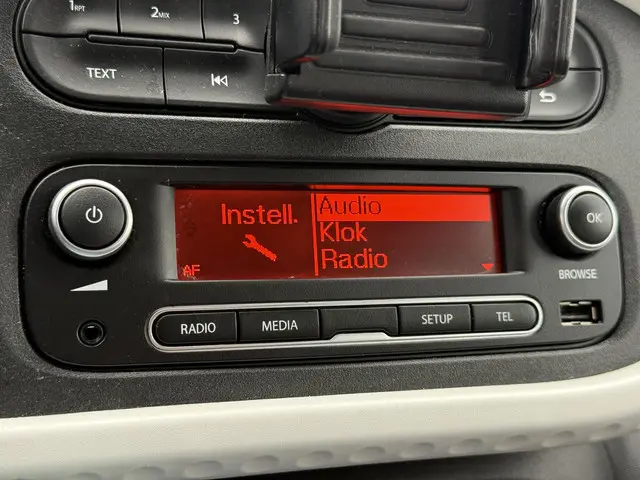 1RPT
2MIX
3
TEXT
Instell.
Audio
Klok
Radio
AF
OK
BROWSE
RADIO
MEDIA
SETUP
TEL